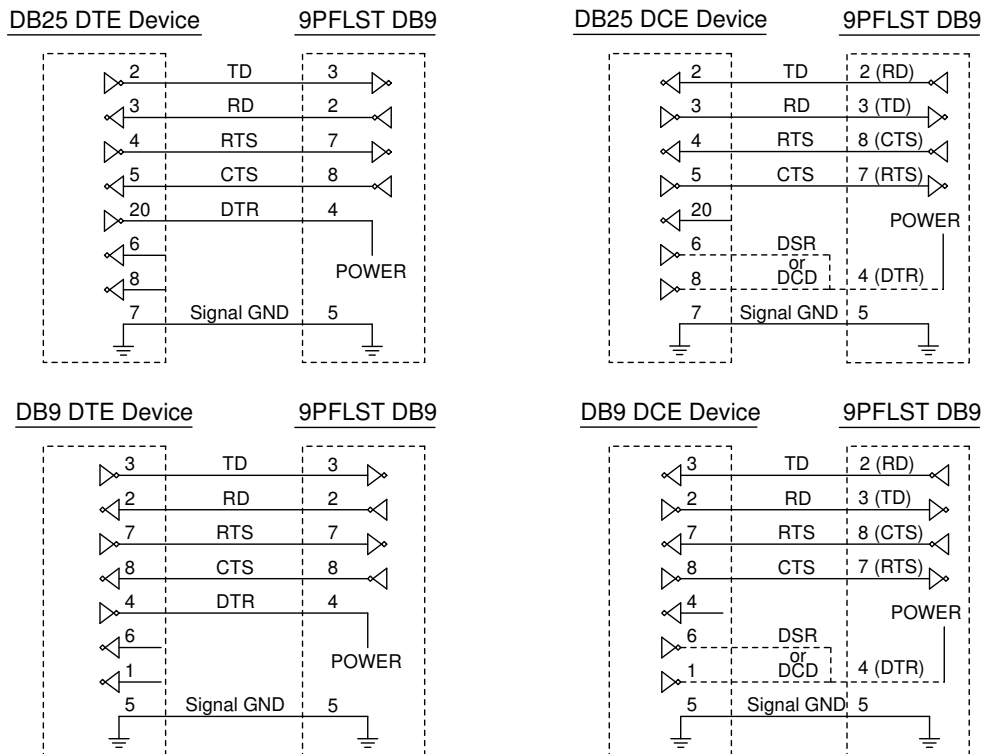 DB25 DTE Device 9PFLST DB9
2 TD 3
3 RD 2
4 RTS 7
5 CTS 8
20 DTR 4
6
POWER
8
7 Signal GND 5
DB25 DCE Device 9PFLST DB9
2 TD 2 (RD)
3 RD 3 (TD)
4 RTS 8 (CTS)
5 CTS 7 (RTS)
20
POWER
6 DSR
or
8 DCD 4 (DTR)
7 Signal GND 5
DB9 DTE Device 9PFLST DB9
3 TD 3
2 RD 2
7 RTS 7
8 CTS 8
4 DTR 4
6
POWER
1
5 Signal GND 5
DB9 DCE Device 9PFLST DB9
3 TD 2 (RD)
2 RD 3 (TD)
7 RTS 8 (CTS)
8 CTS 7 (RTS)
4
POWER
6 DSR
or
1 DCD 4 (DTR)
5 Signal GND 5